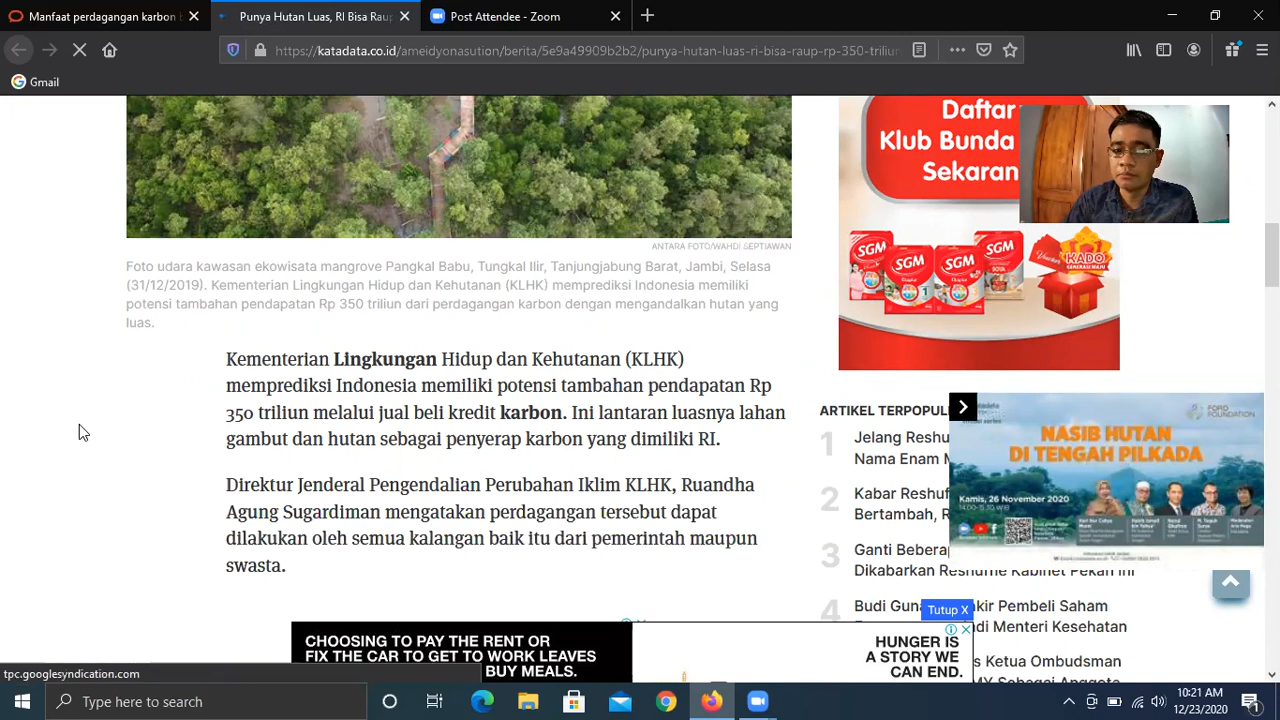 Manfaat perdagangan karbon
Punya Hutan Luas, RI Bisa Raup
Post Attendee - Zoom
https://katadata.co.id/ameidyonasution/berita/5e9a49909b2b2/punya-hutan-luas-ri-bisa-raup-rp-350-triliun
Gmail
Daftar
Klub Bunda
Sekaran
SGM
SGM
SGM
SGM
KADO
ANTARA FOTO/WAHDI SEPTIAWAN
Foto udara kawasan ekowisata mangrove Pangkal Babu, Tungkal Ilir, Tanjungjabung Barat, Jambi, Selasa
(31/12/2019). Kementerian Lingkungan Hidup dan Kehutanan (KLHK) memprediksi Indonesia memiliki
potensi tambahan pendapatan Rp 350 triliun dari perdagangan karbon dengan mengandalkan hutan yang
luas.
Kementerian Lingkungan Hidup dan Kehutanan (KLHK)
memprediksi Indonesia memiliki potensi tambahan pendapatan Rp
350 triliun melalui jual beli kredit karbon. Ini lantaran luasnya lahan
gambut dan hutan sebagai penyerap karbon yang dimiliki RI.
Direktur Jenderal Pengendalian Perubahan Iklim KLHK, Ruandha
Agung Sugardiman mengatakan perdagangan tersebut dapat
dilakukan oleh semua kalangan baik itu dari pemerintah maupun
swasta.
ARTIKEL TERPOPUL
1 Jelang Reshu
Nama Enam
2 Kabar Reshuf
Bertambah, R
3 Ganti Bebera
Dikabarkan Reshuffle Kabinet Pekan Ini
4 Budi Guna kir Pembeli Saham
di Menteri Kesehatan
s Ketua Ombudsman
FORD
FOUNDATION
NASIB HUTAN
DI TENGAH PILKADA
Kamis, 26 November 2020
Tutup X
CHOOSING TO PAY THE RENT OR
FIX THE CAR TO GET TO WORK LEAVES
BUY MEALS.
HUNGER IS
A STORY WE
CAN END.
tpc.googlesyndication.com
Type here to search
10:21 AM
12/23/2020
1